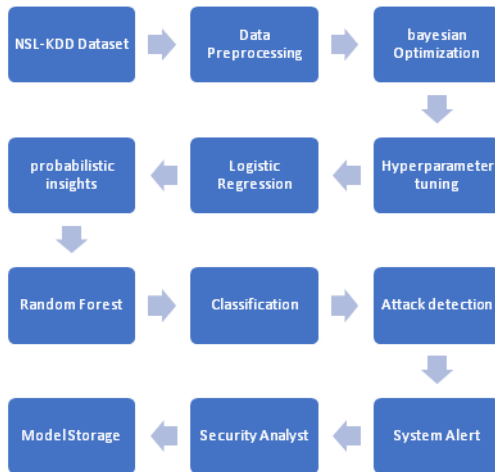 NSL-KDD Dataset
Data
Preprocessing
bayesian
Optimization
Hyperparameter
tuning
Logistic
Regression
probabilistic
insights
Random Forest
Classification
Attack detection
System Alert
Security Analyst
Model Storage